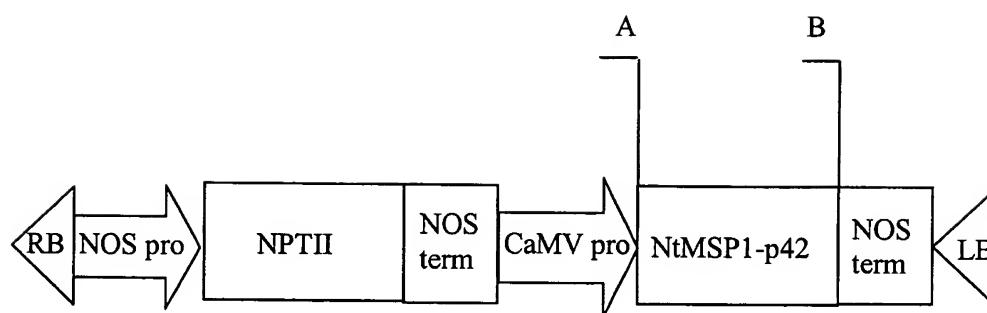 A B
RB NOS pro NPTII NOS CaMV pro NtMSP1-p42 NOS LB
term term